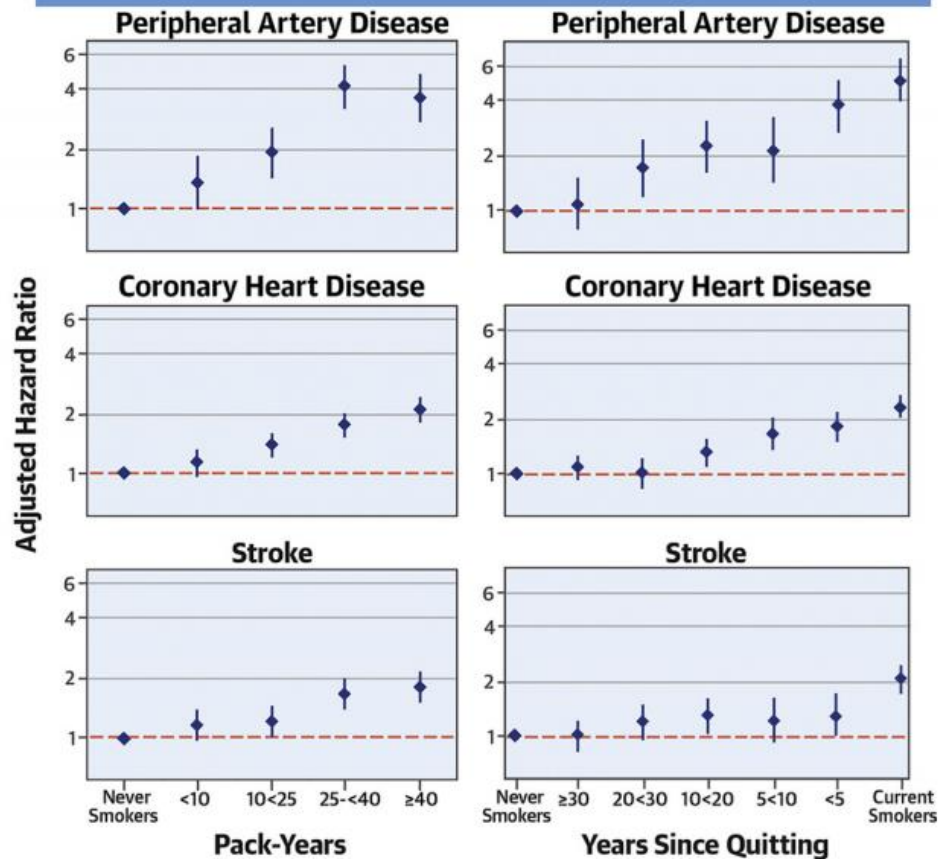 Peripheral Artery Disease
6
4
2
1
Peripheral Artery Disease
6
4
2
1
Adjusted Hazard Ratio
Coronary Heart Disease
6
4
2
1
Coronary Heart Disease
6
4
2
1
Stroke
6
4
2
1
Never
Smokers
<10
10<25
25-<40
≥40
Pack-Years
Stroke
6
4
2
1
Never
Smokers
≥30
20<30
10<20
5<10
<5
Current
Smokers
Years Since Quitting